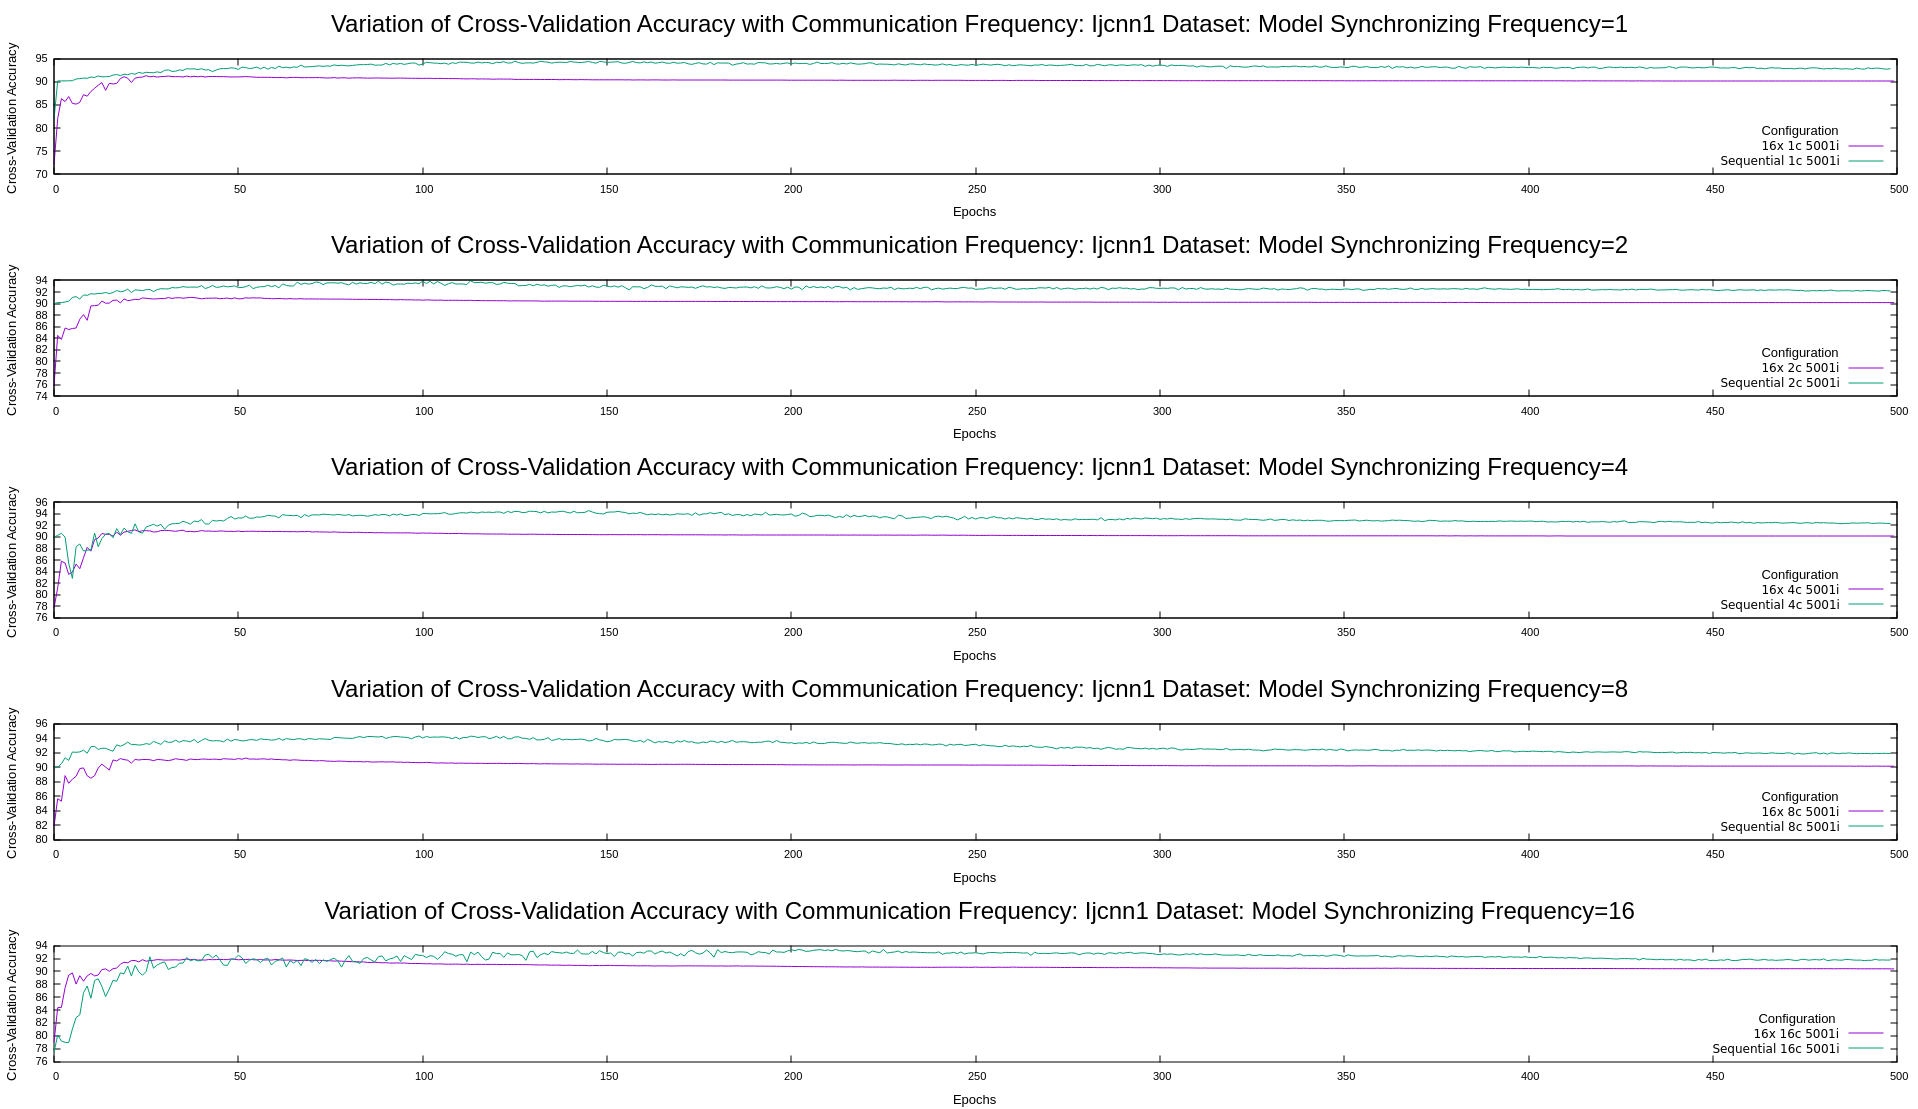 Variation of Cross-Validation Accuracy with Communication Frequency: Ijcnn1 Dataset: Model Synchronizing Frequency=1
Cross-Validation Accuracy
95
90
85
80
75
70
Configuration
16x 1c 5001i
Sequential 1c 5001i
0 50 100 150 200 250 300 350 400 450 500
Epochs
Variation of Cross-Validation Accuracy with Communication Frequency: Ijcnn1 Dataset: Model Synchronizing Frequency=2
Cross-Validation Accuracy
94
92
90
88
86
84
82
80
78
76
74
Configuration
16x 2c 5001i
Sequential 2c 5001i
0 50 100 150 200 250 300 350 400 450 500
Epochs
Variation of Cross-Validation Accuracy with Communication Frequency: Ijcnn1 Dataset: Model Synchronizing Frequency=4
Cross-Validation Accuracy
96
94
92
90
88
86
84
82
80
78
76
Configuration
16x 4c 5001i
Sequential 4c 5001i
0 50 100 150 200 250 300 350 400 450 500
Epochs
Variation of Cross-Validation Accuracy with Communication Frequency: Ijcnn1 Dataset: Model Synchronizing Frequency=8
Cross-Validation Accuracy
96
94
92
90
88
86
84
82
80
Configuration
16x 8c 5001i
Sequential 8c 5001i
0 50 100 150 200 250 300 350 400 450 500
Epochs
Variation of Cross-Validation Accuracy with Communication Frequency: Ijcnn1 Dataset: Model Synchronizing Frequency=16
Cross-Validation Accuracy
94
92
90
88
86
84
82
80
78
76
Configuration
16x 16c 5001i
Sequential 16c 5001i
0 50 100 150 200 250 300 350 400 450 500
Epochs